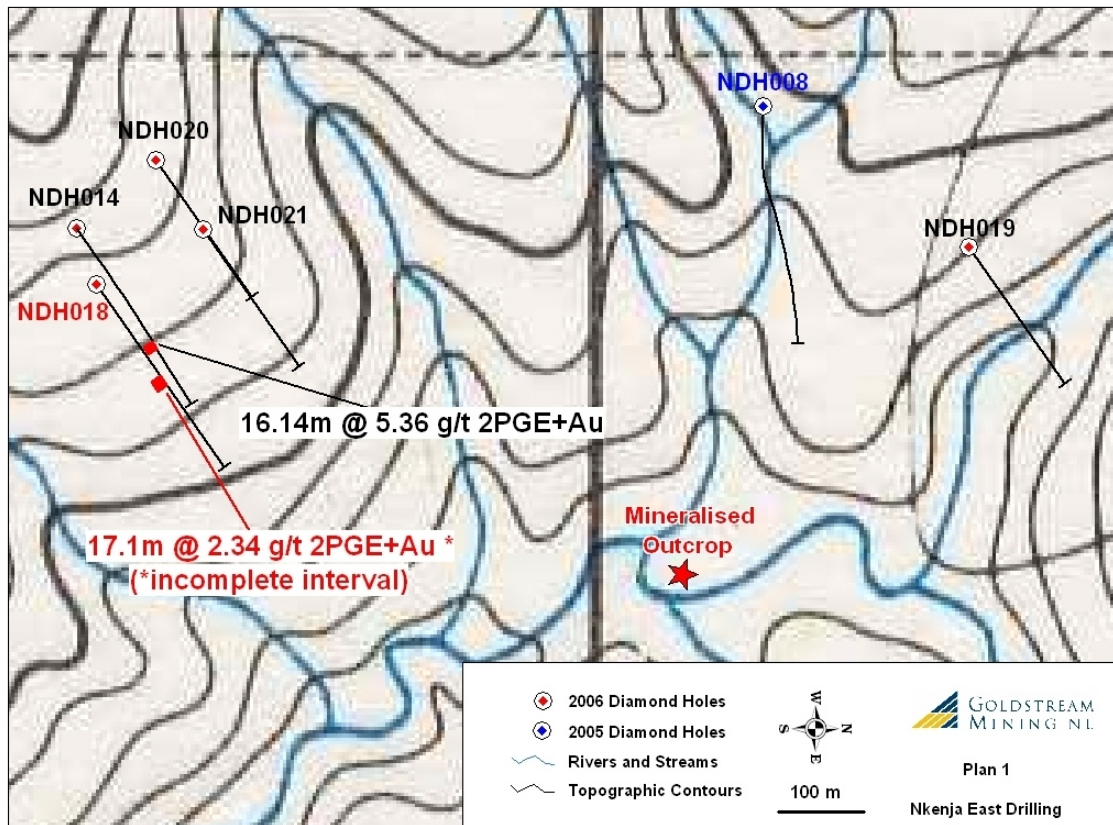 NDH008
NDH020
NDH014
NDH021
NDH019
NDH018
16.14m @ 5.36 g/t 2PGE+Au
17.1m @ 2.34 g/t 2PGE+Au *
(*incomplete interval)
Mineralised
Outcrop
2006 Diamond Holes
2005 Diamond Holes
Rivers and Streams
Topographic Contours
W
S
N
E
100 m
GOLDSTREAM
MINING NL
Plan 1
Nkenja East Drilling